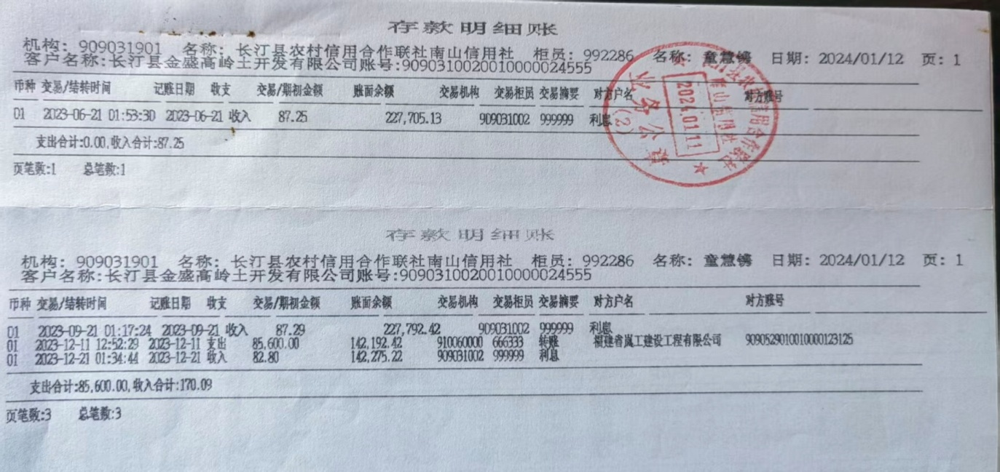 存款明细账
机构: 909031901 名称: 长汀县农村信用合作联社南山信用社 柜员: 992286 名称: 童慧镑 日期: 2024/01/12 页: 1
客户名称:长汀县金盛高岭土开发有限公司账号:9090310020010000024555
币种 交易/结转时间 记账日期 收支 交易/期初金额 账面余额 交易机构 交易柜员 交易摘要 对方户名 对方账号
01 2023-06-21 01:53:30 2023-06-21 收入 87.25 227,705.13 909031002 999999 利息
支出合计:0.00,收入合计:87.25
页笔数:1 总笔数:1
南山信用社
2024.01.11
业务公章
(2)
存款明细账
机构: 909031901 名称: 长汀县农村信用合作联社南山信用社 柜员: 992286 名称: 童慧镑 日期: 2024/01/12 页: 1
客户名称:长汀县金盛高岭土开发有限公司账号:9090310020010000024555
币种 交易/结转时间 记账日期 收支 交易/期初金额 账面余额 交易机构 交易柜员 交易摘要 对方户名 对方账号
01 2023-09-21 01:17:24 2023-09-21 收入 87.29 227,792.42 909031002 999999 利息
01 2023-12-11 12:52:29 2023-12-11 支出 85,600.00 142,192.42 910060000 666333 转账 福建省岚工建设工程有限公司 9090529010010000123125
01 2023-12-21 01:34:44 2023-12-21 收入 82.80 142,275.22 909031002 999999 利息
支出合计:85,600.00,收入合计:170.09
页笔数:3 总笔数:3